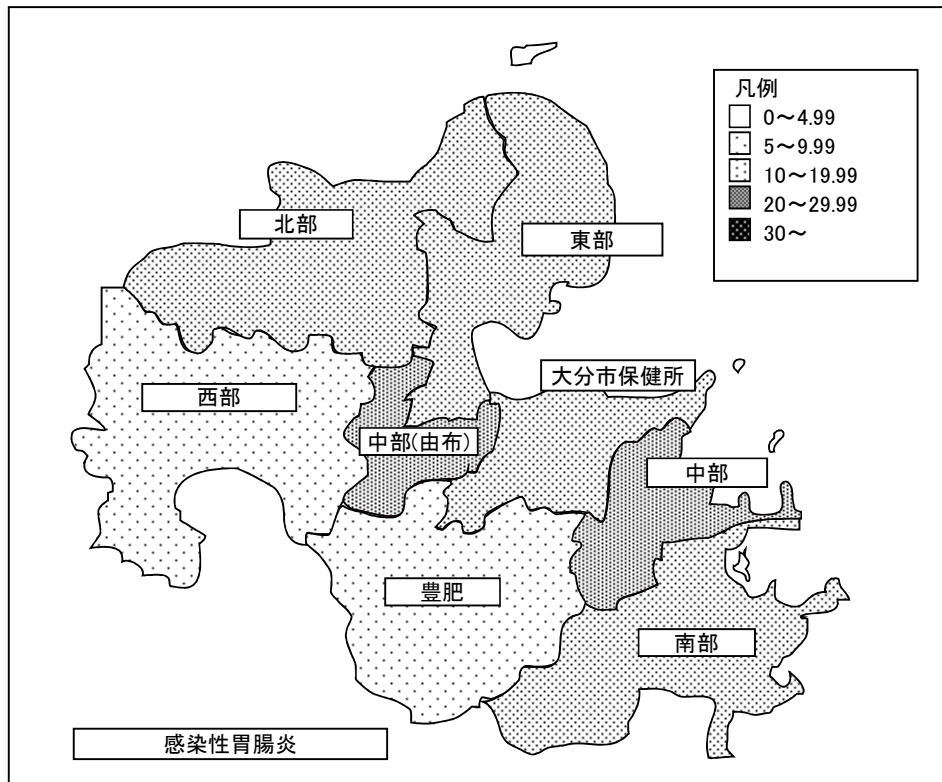 凡例
0～4.99
5～9.99
10～19.99
20～29.99
30～
北部
東部
大分市保健所
西部
中部(由布)
中部
豊肥
南部
感染性胃腸炎